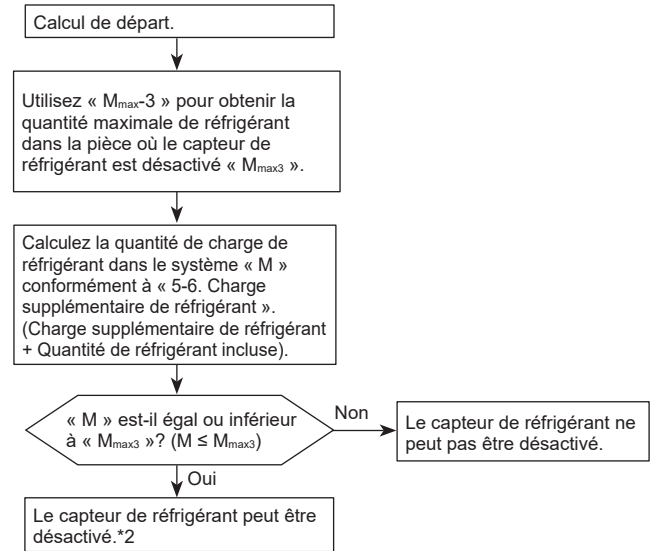 Calcul de départ.
Utilisez « Mmax-3 » pour obtenir la
quantité maximale de réfrigérant
dans la pièce où le capteur de
réfrigérant est désactivé « Mmax3 ».
Calculez la quantité de charge de
réfrigérant dans le système « M »
conformément à « 5-6. Charge
supplémentaire de réfrigérant ».
(Charge supplémentaire de réfrigérant
+ Quantité de réfrigérant incluse).
« M » est-il égal ou inférieur
à « Mmax3 »? (M ≤ Mmax3)
Non
Le capteur de réfrigérant ne
peut pas être désactivé.
Oui
Le capteur de réfrigérant peut être
désactivé.*2